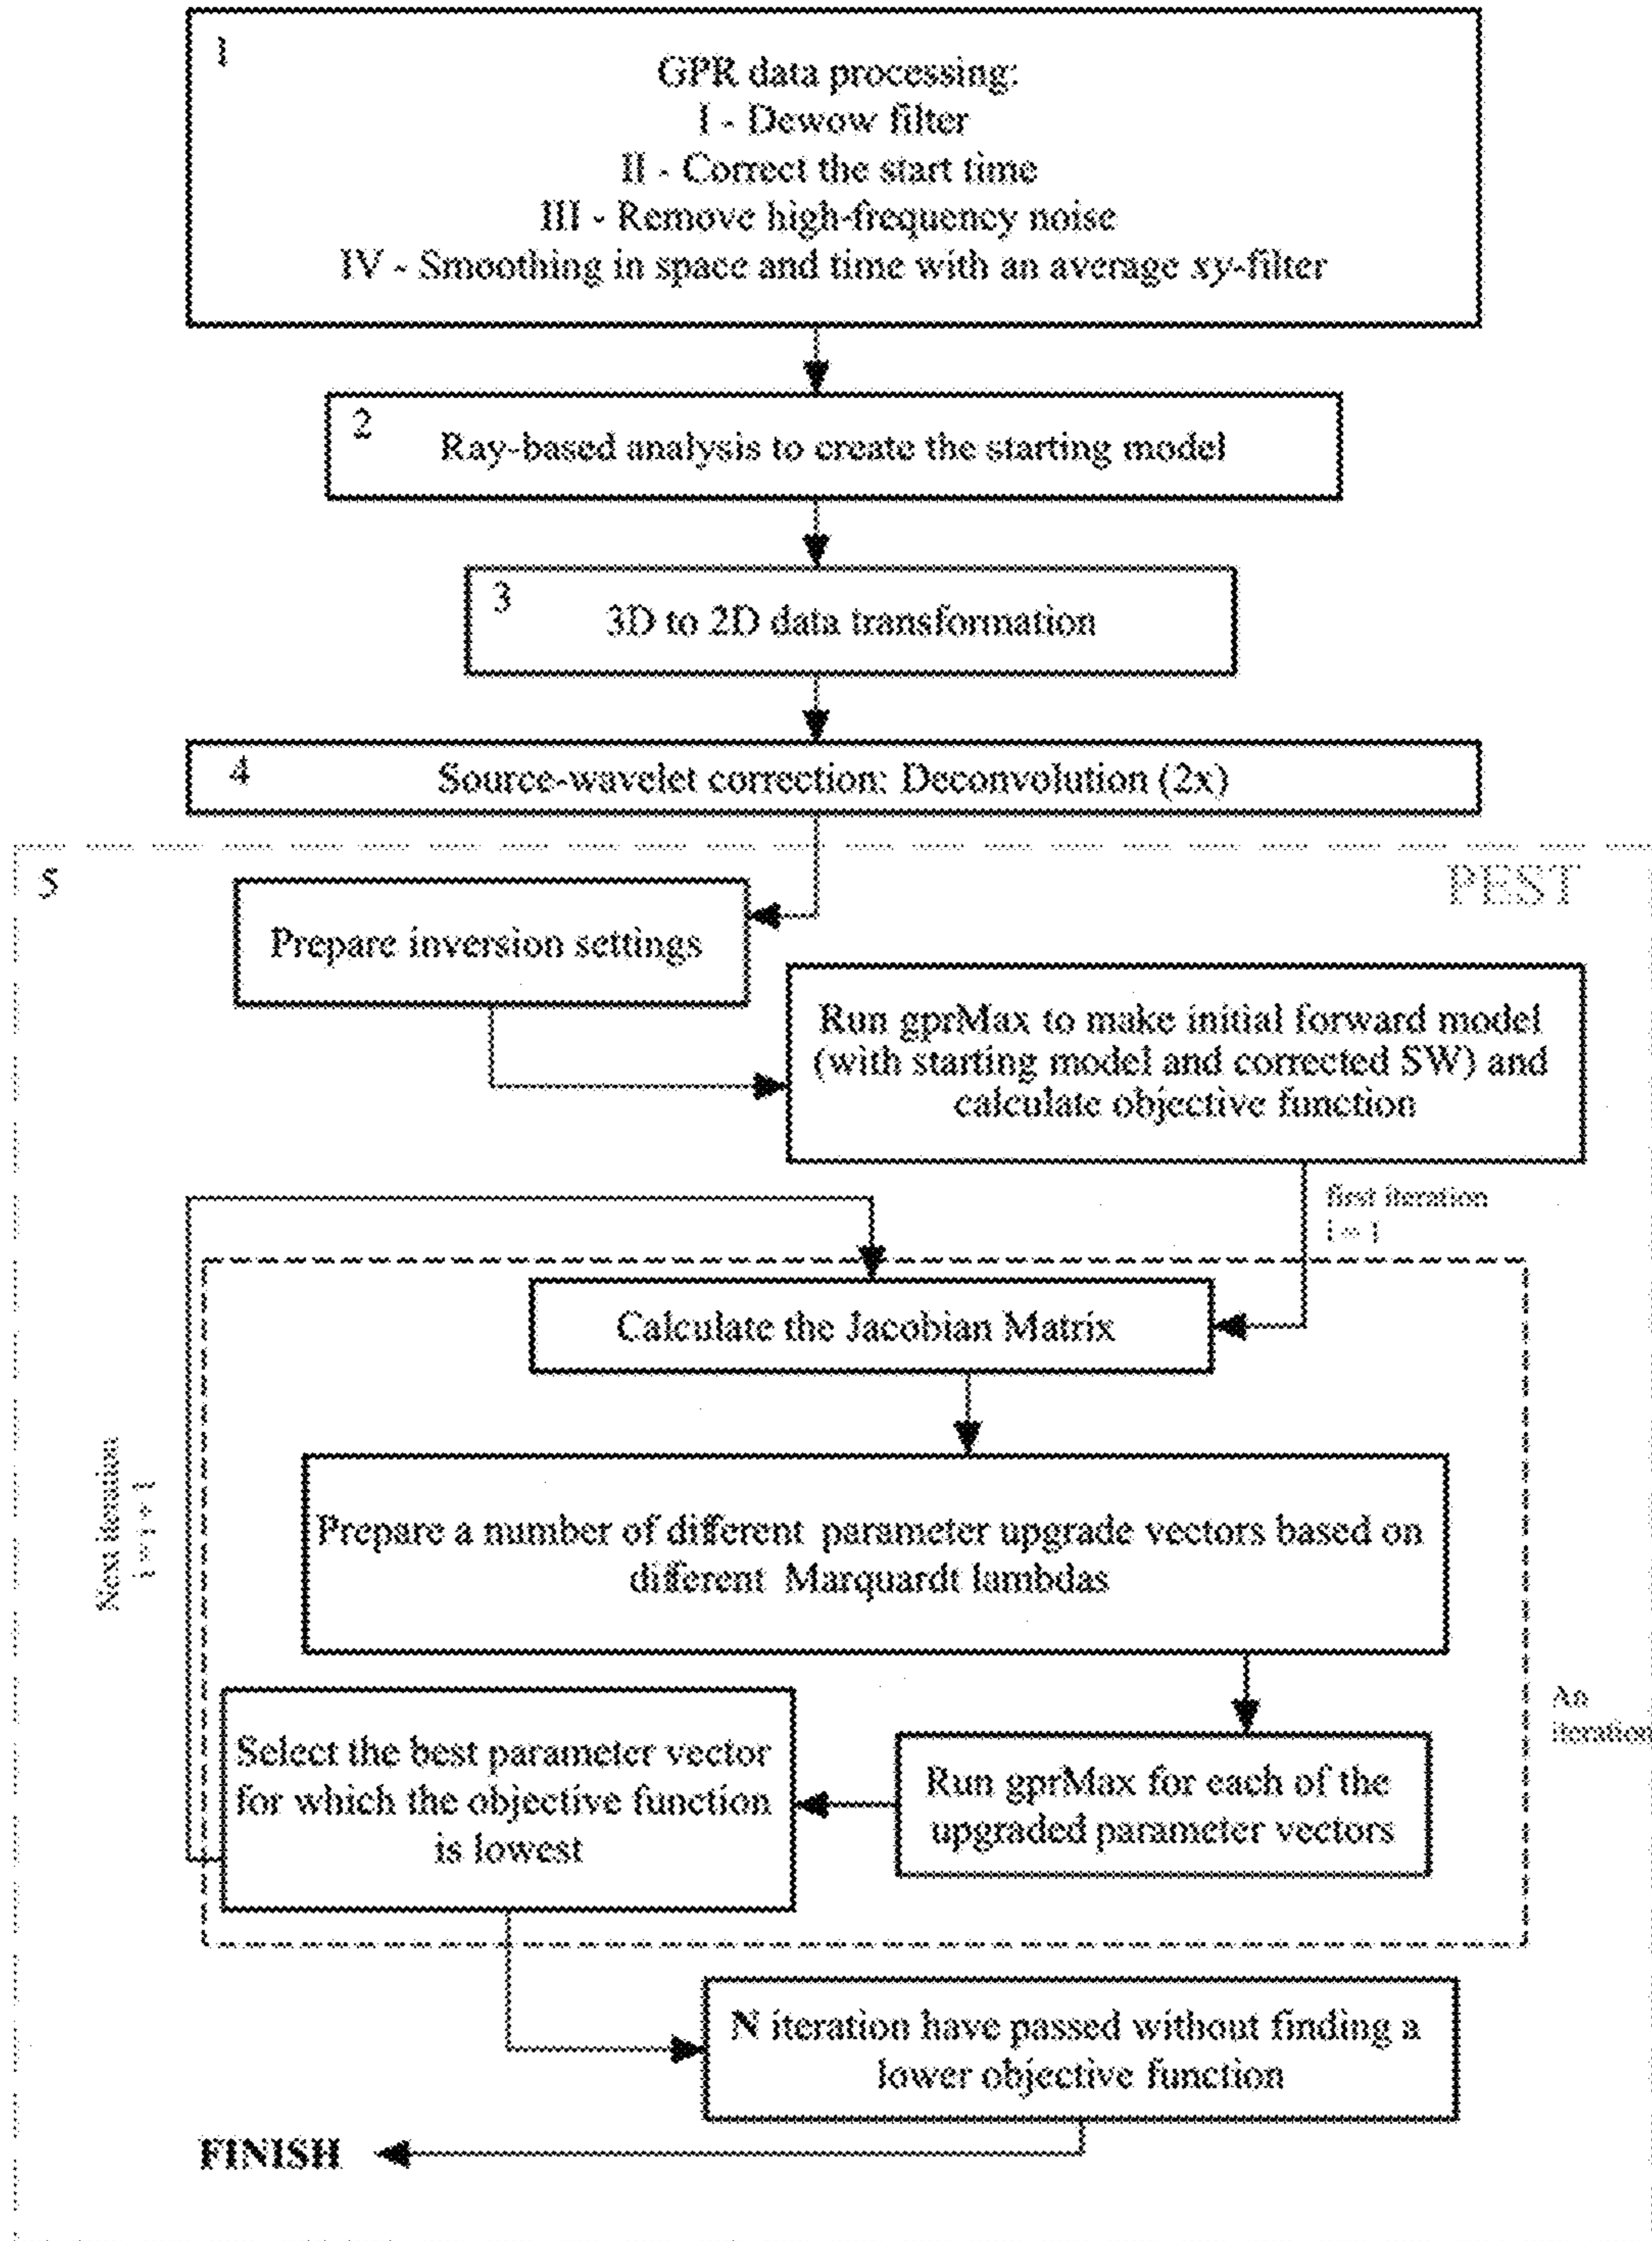 1
GPR data processing:
I - Dewow filter
II - Correct the start time
III - Remove high-frequency noise
IV - Smoothing in space and time with an average xy-filter
2
Ray-based analysis to create the starting model
3
3D to 2D data transformation
4
Source-wavelet correction: Deconvolution (2x)
5
PEST
Prepare inversion settings
Run gprMax to make initial forward model
(with starting model and corrected SW) and
calculate objective function
first iteration
i = 1
Calculate the Jacobian Matrix
Next iteration
i = i + 1
Prepare a number of different parameter upgrade vectors based on
different Marquardt lambdas
An
iteration
Run gprMax for each of the
upgraded parameter vectors
Select the best parameter vector
for which the objective function
is lowest
N iteration have passed without finding a
lower objective function
FINISH